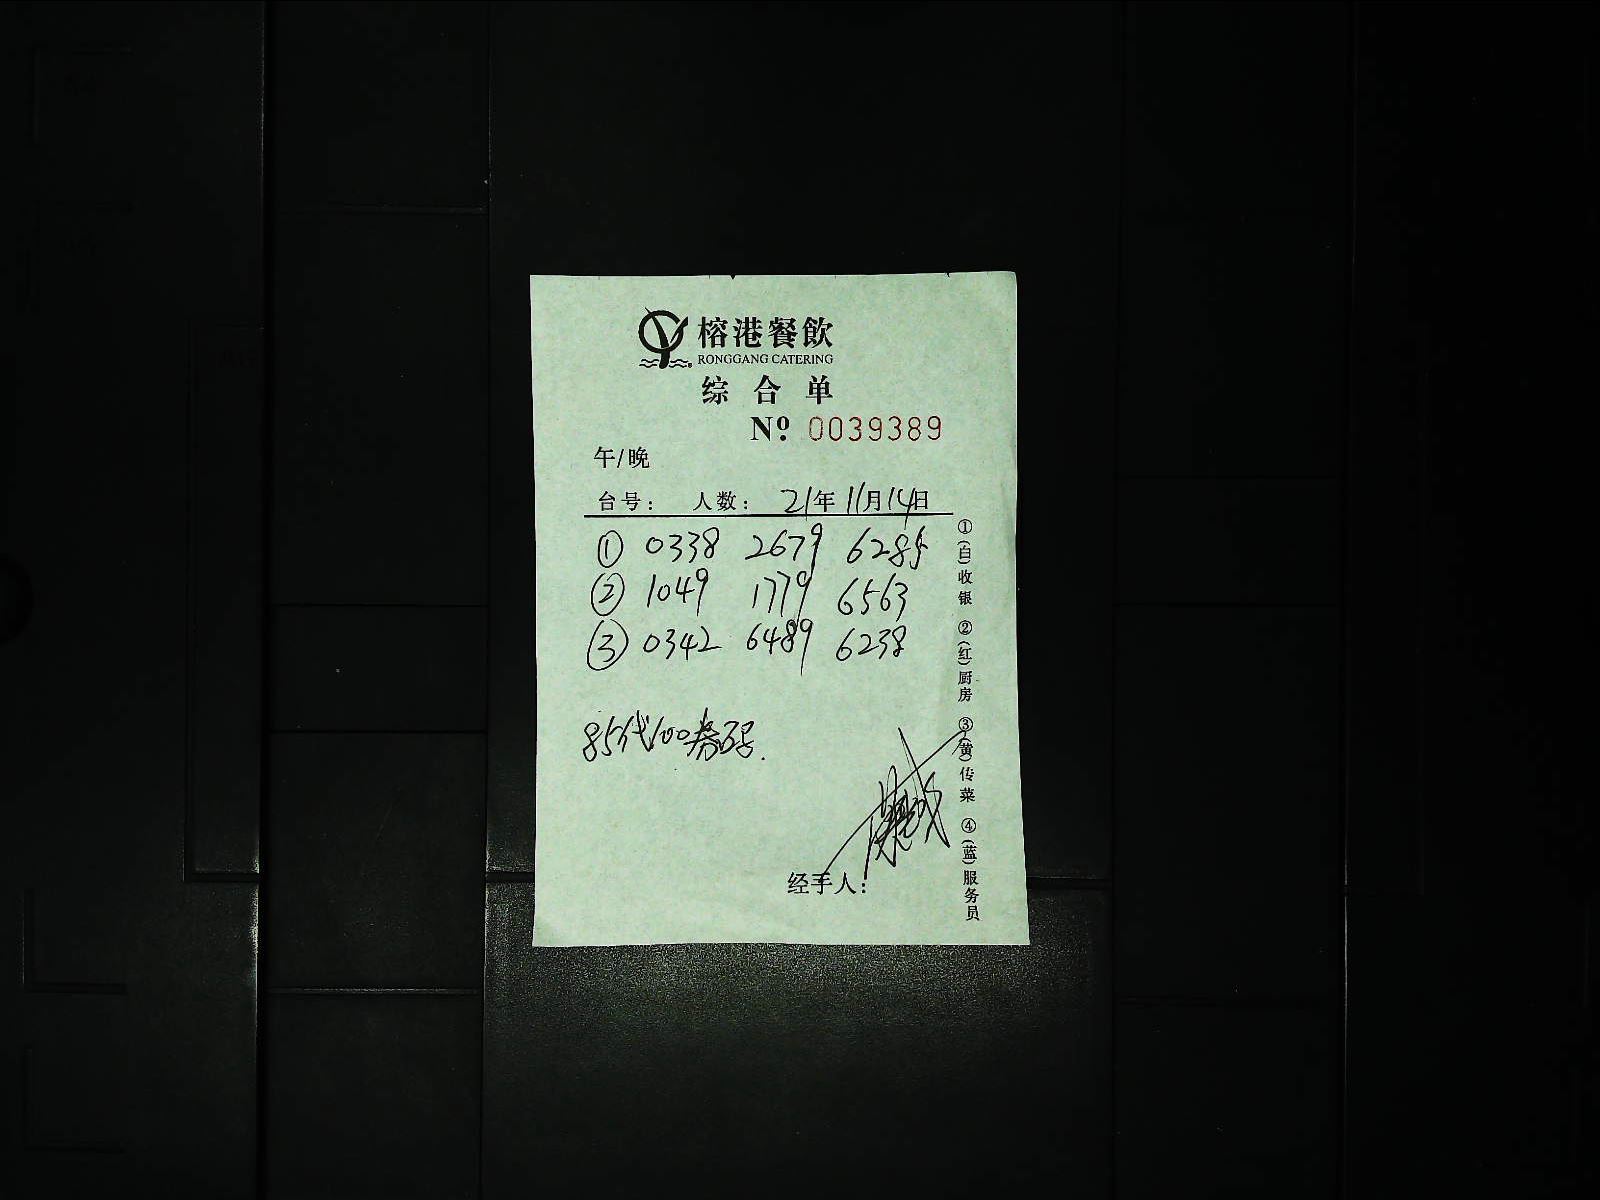 榕港餐飲
RONGGANG CATERING
综合单
Nº: 0039389
午/晚
台号： 人数： 21年11月14日
① 0338 2679 6285
② 1049 1779 6563
③ 0342 6489 6238
85代100券码.
经手人：
①(白)收银 ②(红)厨房 ③(黄)传菜 ④(蓝)服务员